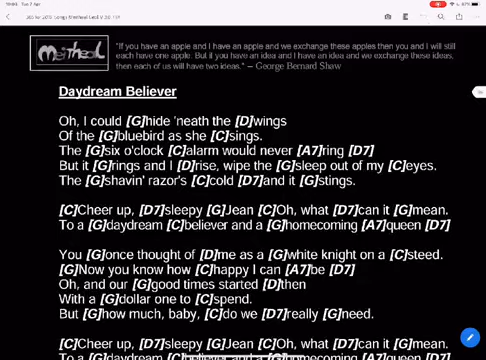 "If you have an apple and I have an apple and we exchange these apples then you and I will still
each have one apple. But if you have an idea and I have an idea and we exchange these ideas,
then each of us will have two ideas." – George Bernard Shaw
Daydream Believer
Oh, I could [G]hide 'neath the [D]wings
Of the [G]bluebird as she [C]sings.
The [G]six o'clock [C]alarm would never [A7]ring [D7]
But it [G]rings and I [D]rise, wipe the [G]sleep out of my [C]eyes.
The [G]shavin' razor's [C]cold [D7]and it [G]stings.
[C]Cheer up, [D7]sleepy [G]Jean [C]Oh, what [D7]can it [G]mean.
To a [G]daydream [C]believer and a [G]homecoming [A7]queen [D7]
You [G]once thought of [D]me as a [G]white knight on a [C]steed.
[G]Now you know how [C]happy I can [A7]be [D7]
Oh, and our [G]good times started [D]then
With a [G]dollar one to [C]spend.
But [G]how much, baby, [C]do we [D7]really [G]need.
[C]Cheer up, [D7]sleepy [G]Jean [C]Oh, what [D7]can it [G]mean.
To a [G]daydream [C]believer and a [G]homecoming [A7]queen [D7]